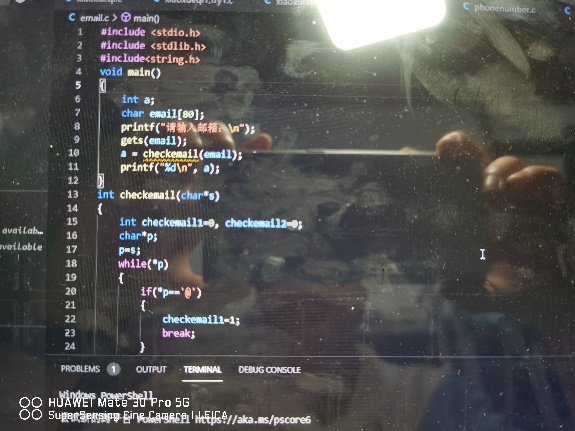 phonenumber.c
C email.c > main()
1 #include <stdio.h>
2 #include <stdlib.h>
3 #include<string.h>
4 void main()
5 {
6 int a;
7 char email[80];
8 printf("请输入邮箱：\n");
9 gets(email);
10 a = checkemail(email);
11 printf("%d\n", a);
12 }
13 int checkemail(char*s)
14 {
15 int checkemail1=0, checkemail2=0;
16 char*p;
17 p=s;
18 while(*p)
19 {
20 if(*p=='@')
21 {
22 checkemail1=1;
23 break;
24 }
availab…
available
PROBLEMS 1 OUTPUT TERMINAL DEBUG CONSOLE
Windows PowerShell
PowerShell https://aka.ms/pscore6
HUAWEI Mate 30 Pro 5G
SuperSensing Cine Camera | LEICA